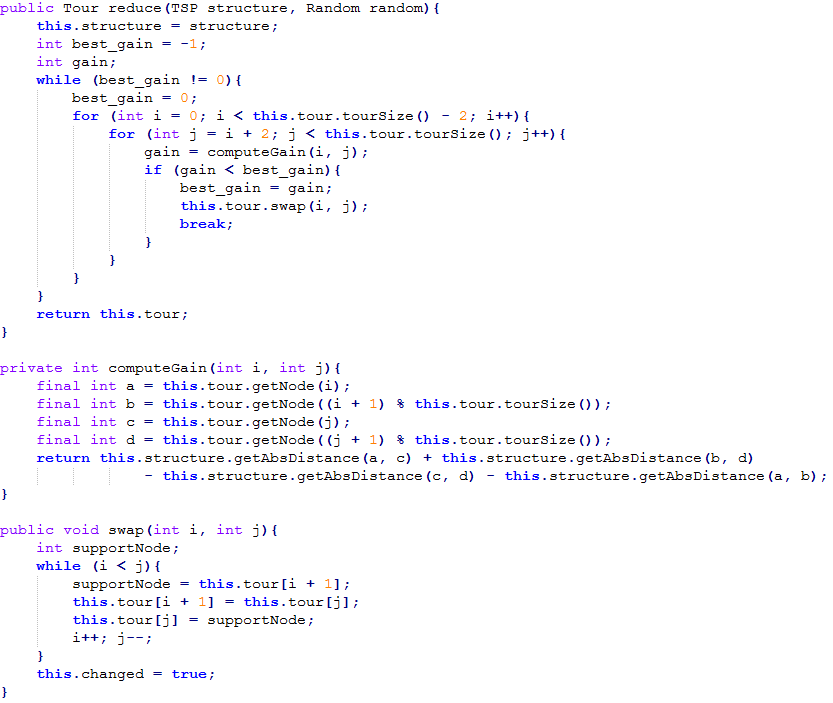 public Tour reduce(TSP structure, Random random){
    this.structure = structure;
    int best_gain = -1;
    int gain;
    while (best_gain != 0){
        best_gain = 0;
        for (int i = 0; i < this.tour.tourSize() - 2; i++){
            for (int j = i + 2; j < this.tour.tourSize(); j++){
                gain = computeGain(i, j);
                if (gain < best_gain){
                    best_gain = gain;
                    this.tour.swap(i, j);
                    break;
                }
            }
        }
    }
    return this.tour;
}

private int computeGain(int i, int j){
    final int a = this.tour.getNode(i);
    final int b = this.tour.getNode((i + 1) % this.tour.tourSize());
    final int c = this.tour.getNode(j);
    final int d = this.tour.getNode((j + 1) % this.tour.tourSize());
    return this.structure.getAbsDistance(a, c) + this.structure.getAbsDistance(b, d)
                - this.structure.getAbsDistance(c, d) - this.structure.getAbsDistance(a, b);
}

public void swap(int i, int j){
    int supportNode;
    while (i < j){
        supportNode = this.tour[i + 1];
        this.tour[i + 1] = this.tour[j];
        this.tour[j] = supportNode;
        i++; j--;
    }
    this.changed = true;
}